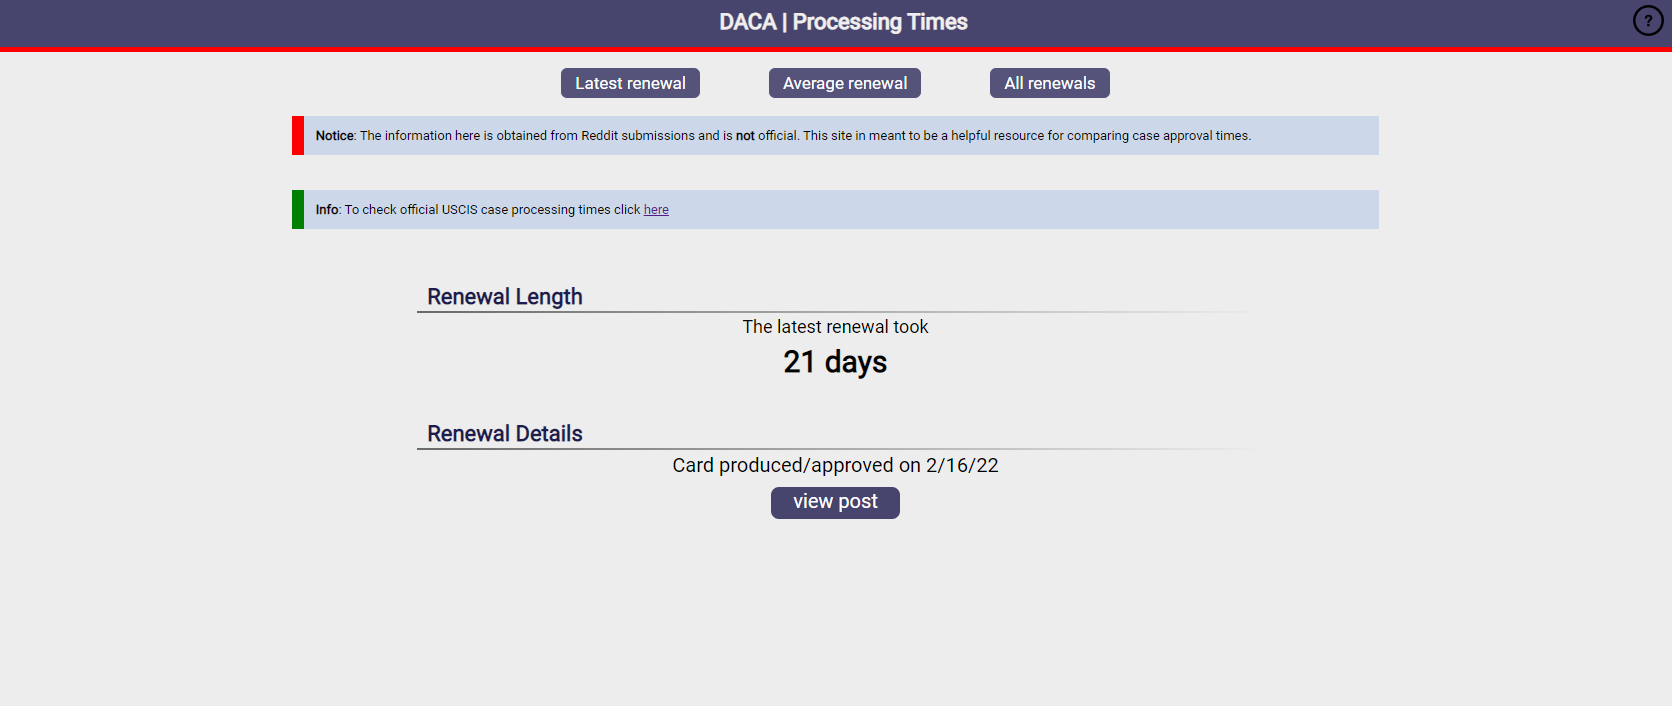 DACA | Processing Times
?
Latest renewal
Average renewal
All renewals
Notice: The information here is obtained from Reddit submissions and is not official. This site in meant to be a helpful resource for comparing case approval times.
Info: To check official USCIS case processing times click here
Renewal Length
The latest renewal took
21 days
Renewal Details
Card produced/approved on 2/16/22
view post